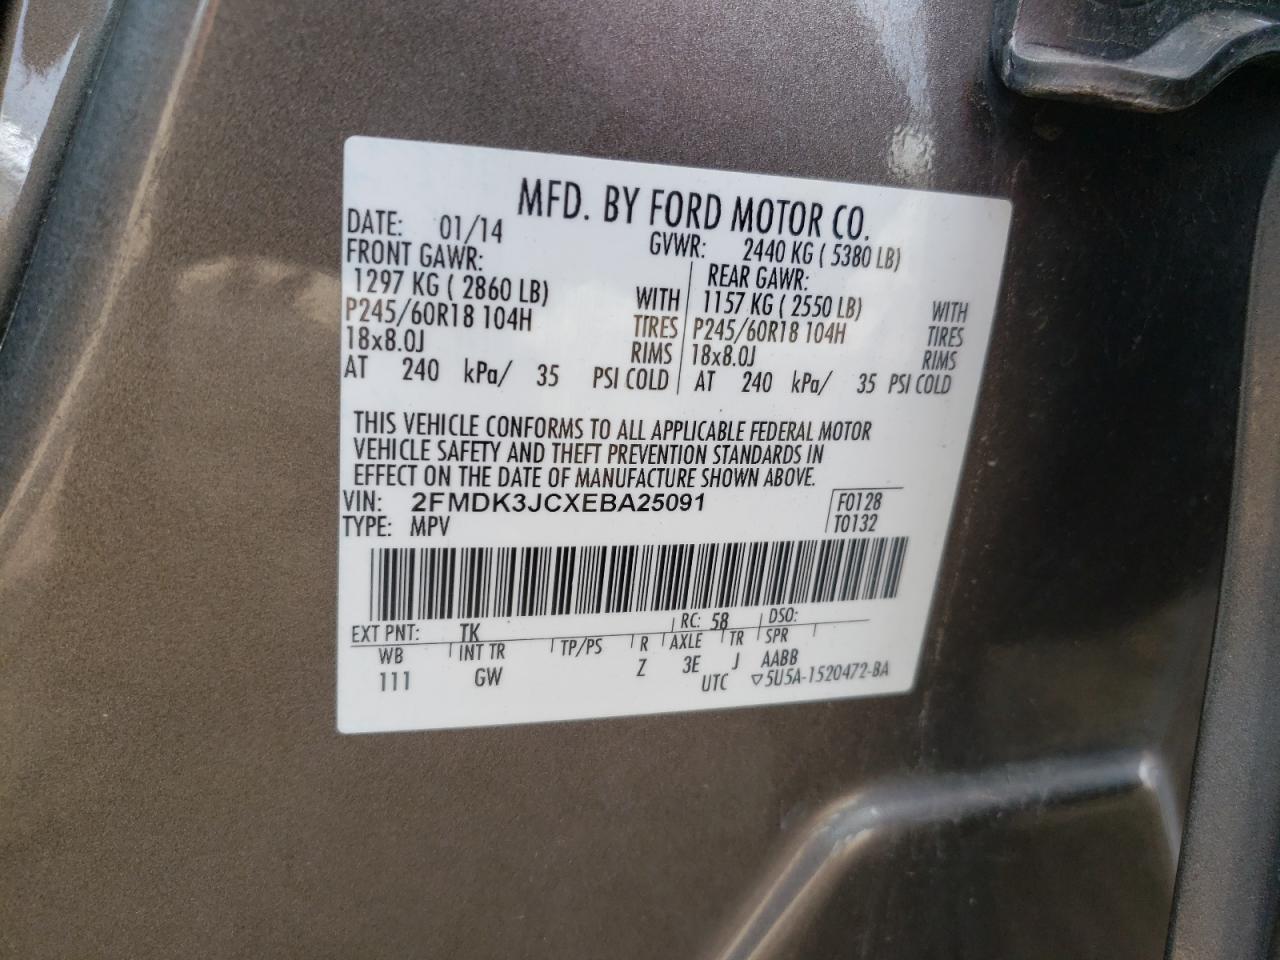 MFD. BY FORD MOTOR CO.
DATE: 01/14 GVWR: 2440 KG ( 5380 LB)
FRONT GAWR: REAR GAWR:
1297 KG ( 2860 LB) WITH 1157 KG ( 2550 LB) WITH
P245/60R18 104H TIRES P245/60R18 104H TIRES
18x8.0J RIMS 18x8.0J RIMS
AT 240 kPa/ 35 PSI COLD AT 240 kPa/ 35 PSI COLD
THIS VEHICLE CONFORMS TO ALL APPLICABLE FEDERAL MOTOR
VEHICLE SAFETY AND THEFT PREVENTION STANDARDS IN
EFFECT ON THE DATE OF MANUFACTURE SHOWN ABOVE.
VIN: 2FMDK3JCXEBA25091 F0128
TYPE: MPV T0132
EXT PNT: TK RC: 58 DSO:
WB INT TR TP/PS R AXLE TR SPR
111 GW Z 3E J AABB
UTC ▽5U5A-1520472-BA